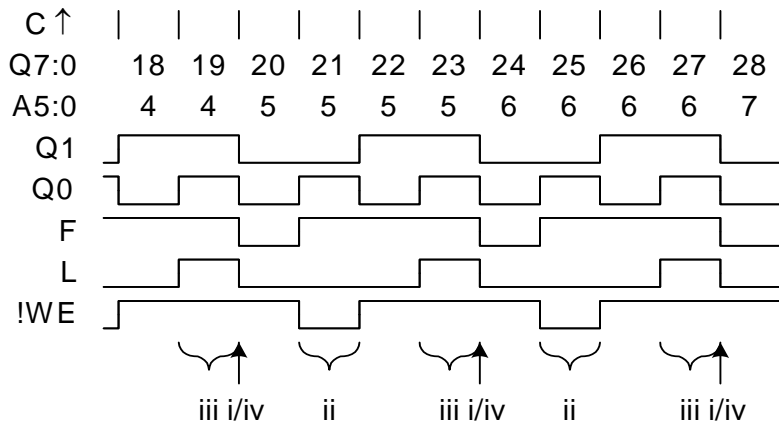 C ↑
Q7:0 18 19 20 21 22 23 24 25 26 27 28
A5:0 4 4 5 5 5 5 6 6 6 6 7
Q1
Q0
F
L
!WE
iii i/iv ii iii i/iv ii iii i/iv